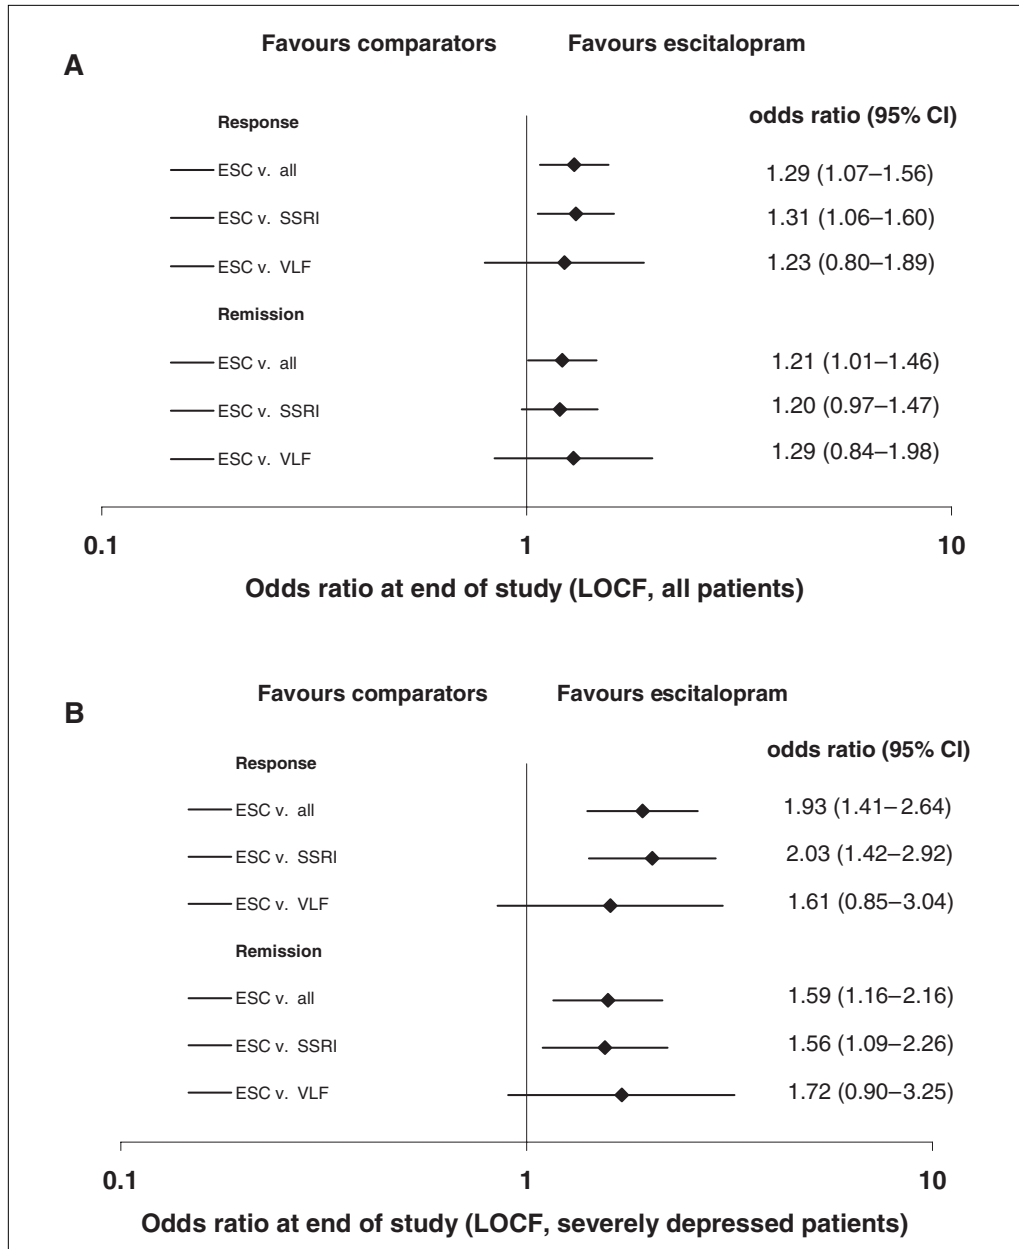 A
Favours comparators Favours escitalopram
odds ratio (95% CI)
Response
ESC v. all 1.29 (1.07–1.56)
ESC v. SSRI 1.31 (1.06–1.60)
ESC v. VLF 1.23 (0.80–1.89)
Remission
ESC v. all 1.21 (1.01–1.46)
ESC v. SSRI 1.20 (0.97–1.47)
ESC v. VLF 1.29 (0.84–1.98)
0.1 1 10
Odds ratio at end of study (LOCF, all patients)
B
Favours comparators Favours escitalopram
odds ratio (95% CI)
Response
ESC v. all 1.93 (1.41–2.64)
ESC v. SSRI 2.03 (1.42–2.92)
ESC v. VLF 1.61 (0.85–3.04)
Remission
ESC v. all 1.59 (1.16–2.16)
ESC v. SSRI 1.56 (1.09–2.26)
ESC v. VLF 1.72 (0.90–3.25)
0.1 1 10
Odds ratio at end of study (LOCF, severely depressed patients)